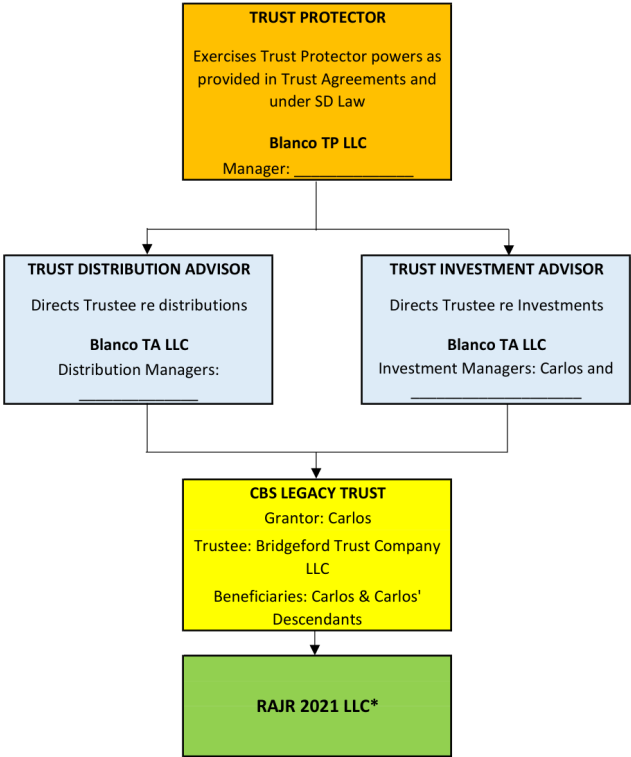 TRUST PROTECTOR
Exercises Trust Protector powers as
provided in Trust Agreements and
under SD Law
Blanco TP LLC
Manager: ______________
TRUST DISTRIBUTION ADVISOR
Directs Trustee re distributions
Blanco TA LLC
Distribution Managers:
______________
TRUST INVESTMENT ADVISOR
Directs Trustee re Investments
Blanco TA LLC
Investment Managers: Carlos and
____________________
CBS LEGACY TRUST
Grantor: Carlos
Trustee: Bridgeford Trust Company
LLC
Beneficiaries: Carlos & Carlos'
Descendants
RAJR 2021 LLC*